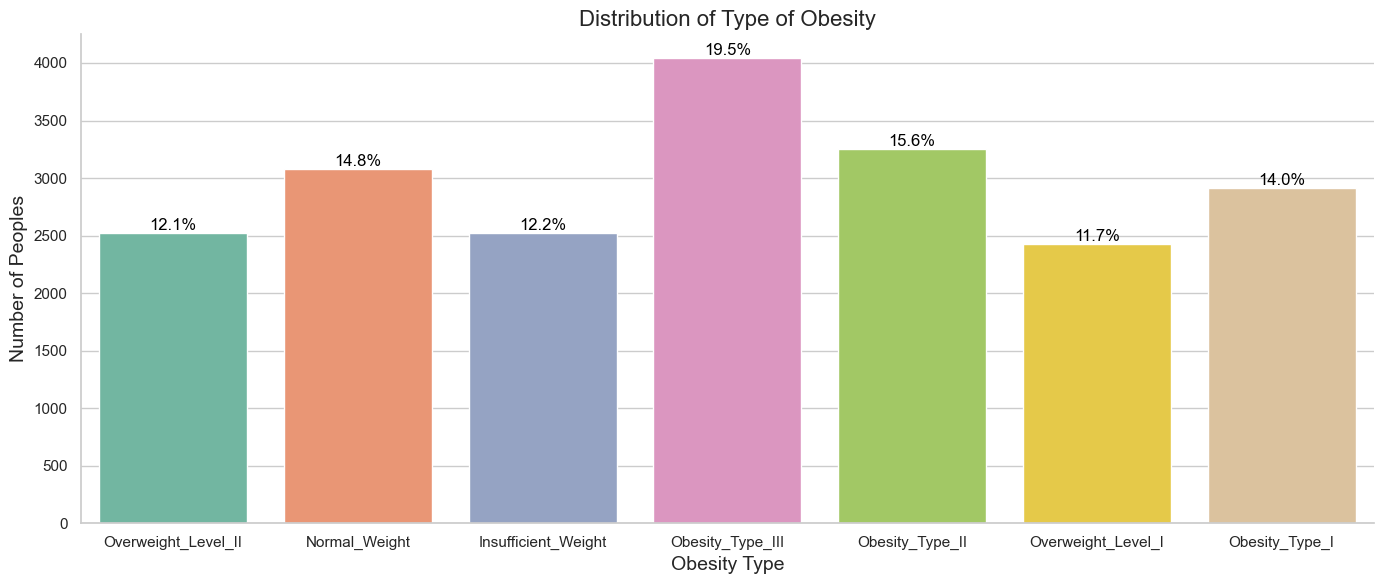 Distribution of Type of Obesity
Number of Peoples
4000
3500
3000
2500
2000
1500
1000
500
0
12.1%
14.8%
12.2%
19.5%
15.6%
11.7%
14.0%
Overweight_Level_II
Normal_Weight
Insufficient_Weight
Obesity_Type_III
Obesity_Type_II
Overweight_Level_I
Obesity_Type_I
Obesity Type